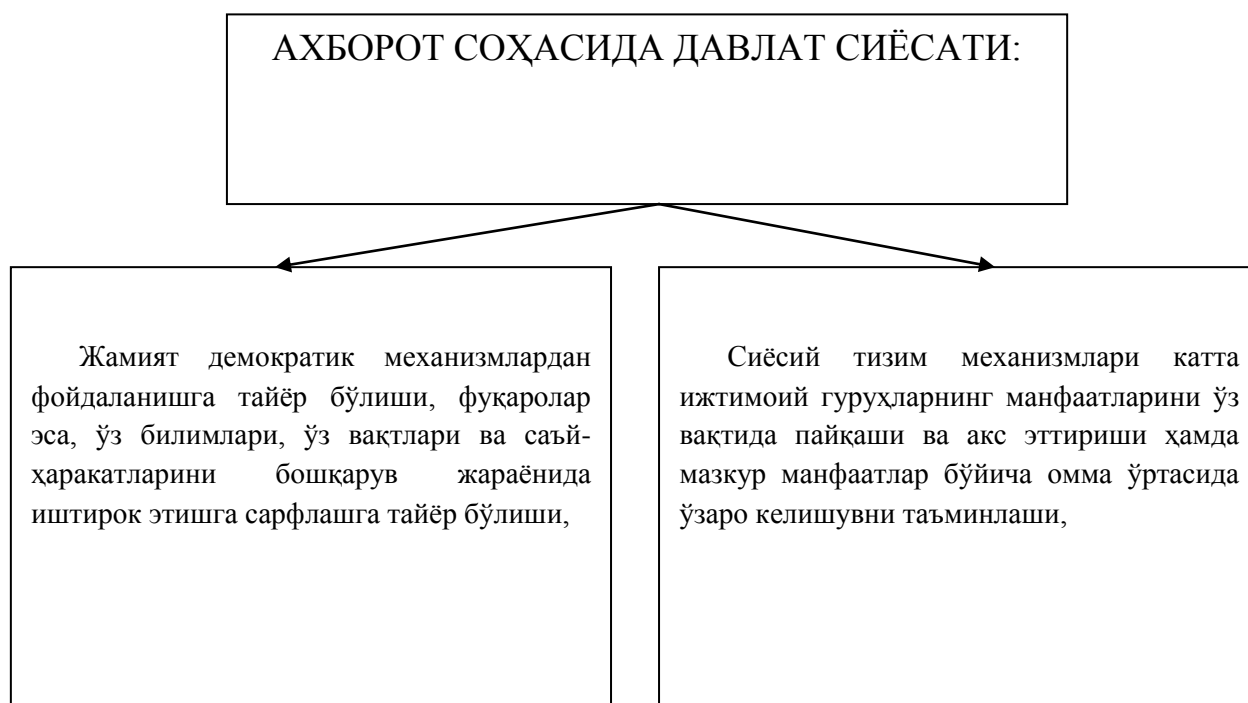 АХБОРОТ СОҲАСИДА ДАВЛАТ СИЁСАТИ:
Жамият демократик механизмлардан
фойдаланишга тайёр бўлиши, фуқаролар
эса, ўз билимлари, ўз вақтлари ва саъй-
ҳаракатларини бошқарув жараёнида
иштирок этишга сарфлашга тайёр бўлиши,
Сиёсий тизим механизмлари катта
ижтимоий гуруҳларнинг манфаатларини ўз
вақтида пайқаши ва акс эттириши ҳамда
мазкур манфаатлар бўйича омма ўртасида
ўзаро келишувни таъминлаши,